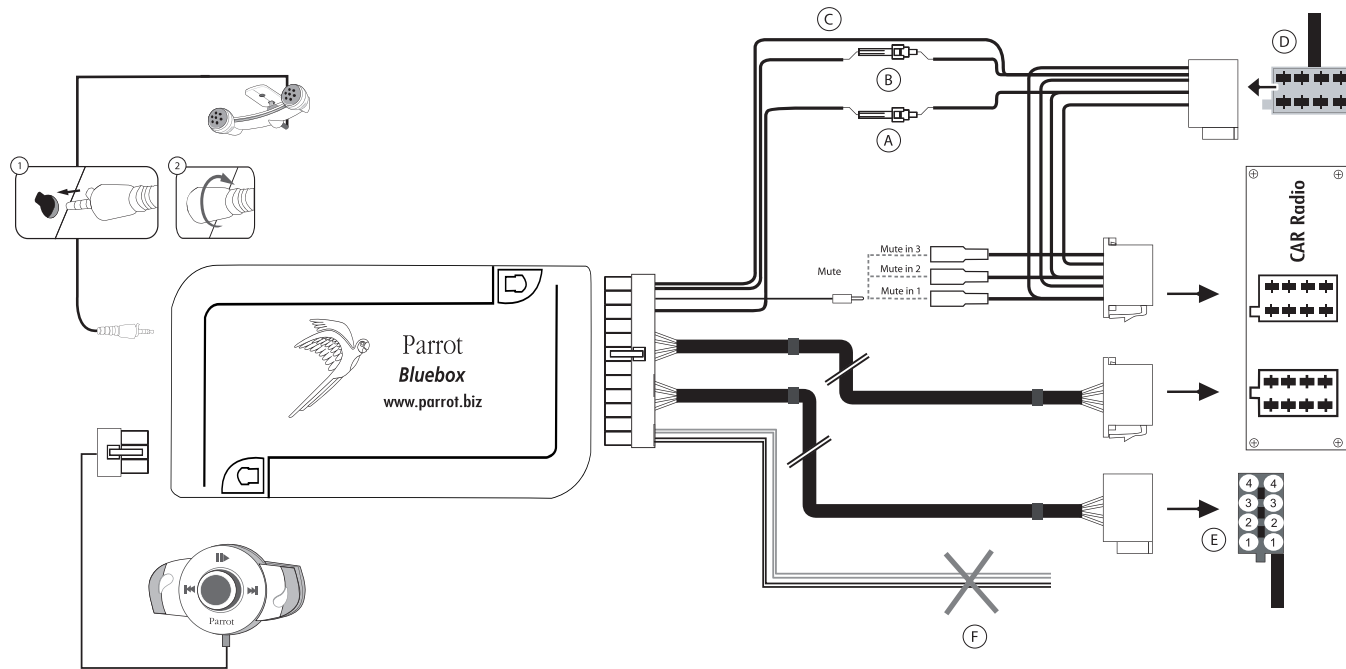 C
D
B
A
1
2
CAR Radio
Mute in 3
Mute
Mute in 2
Mute in 1
Parrot
Bluebox
www.parrot.biz
4 4
3 3
2 2
1 1
E
Parrot
F